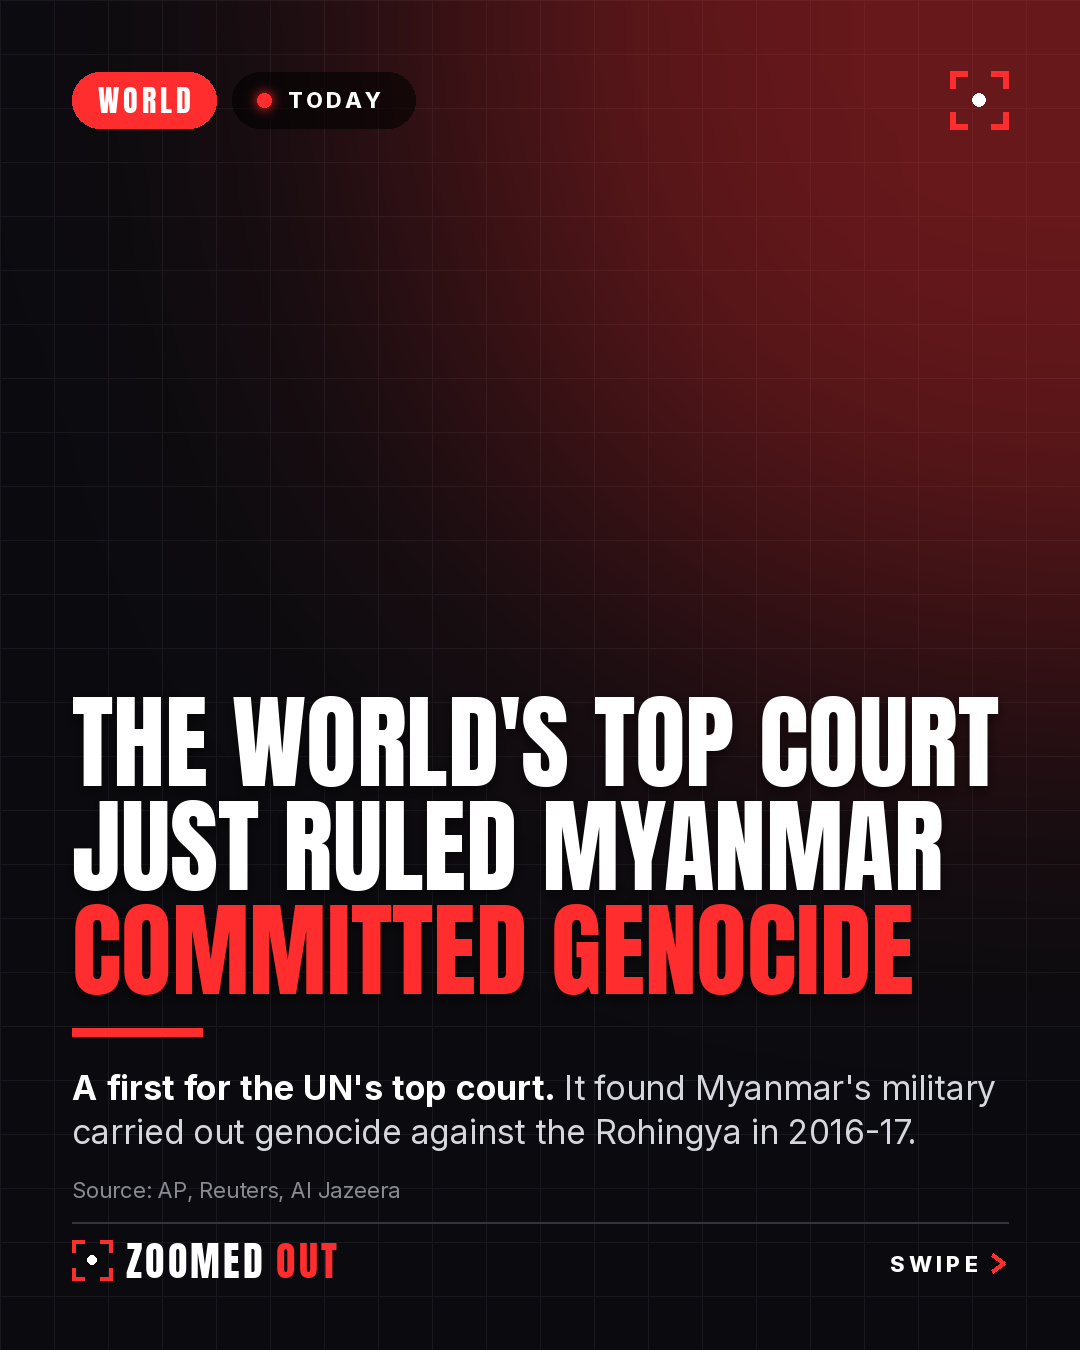 WORLD
TODAY
THE WORLD'S TOP COURT
JUST RULED MYANMAR
COMMITTED GENOCIDE
A first for the UN's top court. It found Myanmar's military
carried out genocide against the Rohingya in 2016-17.
Source: AP, Reuters, Al Jazeera
ZOOMED OUT
SWIPE